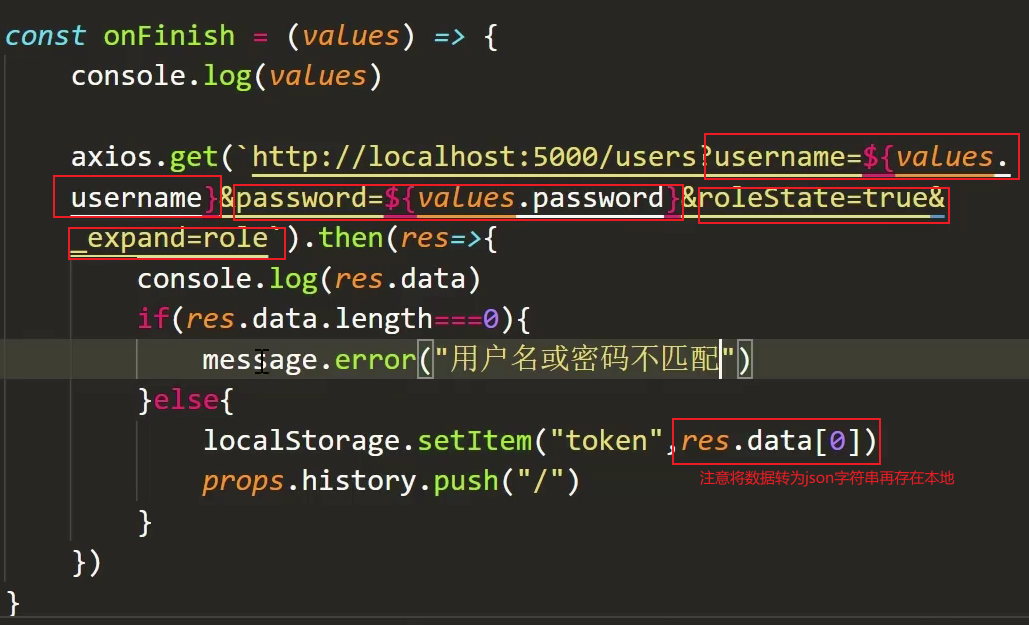 const onFinish = (values) => {
console.log(values)
axios.get(`http://localhost:5000/users?username=${values.
username}&password=${values.password}&roleState=true&
_expand=role`).then(res=>{
console.log(res.data)
if(res.data.length===0){
message.error("用户名或密码不匹配")
}else{
localStorage.setItem("token",res.data[0])
props.history.push("/")
注意将数据转为json字符串再存在本地
}
})
}